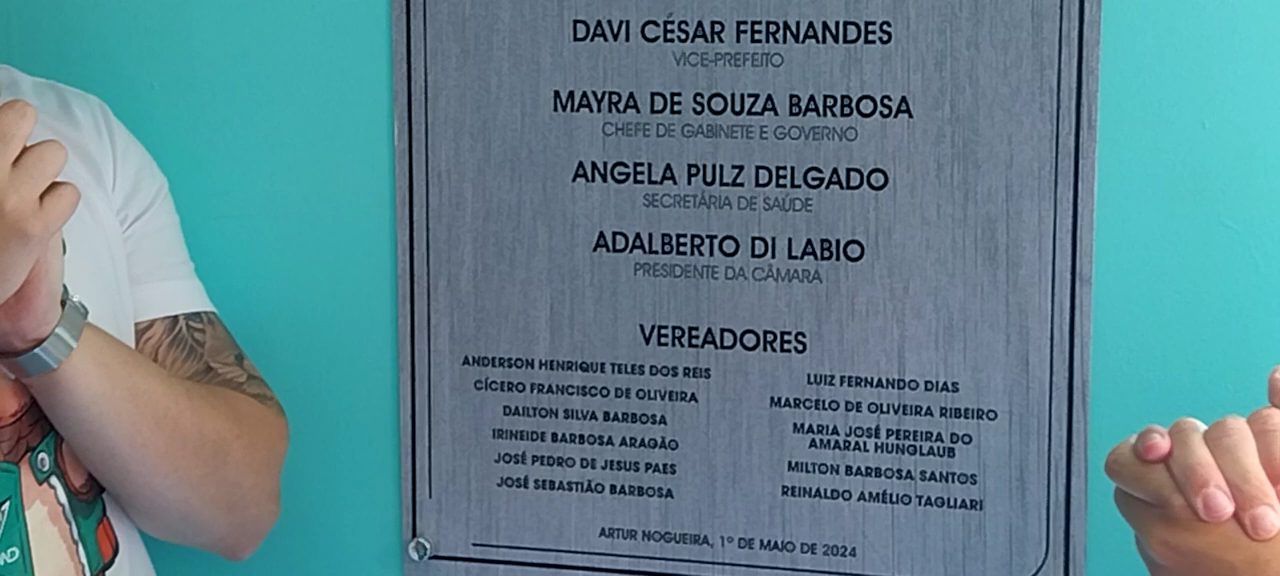 DAVI CÉSAR FERNANDES
VICE-PREFEITO
MAYRA DE SOUZA BARBOSA
CHEFE DE GABINETE E GOVERNO
ANGELA PULZ DELGADO
SECRETÁRIA DE SAÚDE
ADALBERTO DI LABIO
PRESIDENTE DA CÂMARA
VEREADORES
ANDERSON HENRIQUE TELES DOS REIS
CÍCERO FRANCISCO DE OLIVEIRA
DAILTON SILVA BARBOSA
IRINEIDE BARBOSA ARAGÃO
JOSÉ PEDRO DE JESUS PAES
JOSÉ SEBASTIÃO BARBOSA
LUIZ FERNANDO DIAS
MARCELO DE OLIVEIRA RIBEIRO
MARIA JOSÉ PEREIRA DO
AMARAL HUNGLAUB
MILTON BARBOSA SANTOS
REINALDO AMÉLIO TAGLIARI
ARTUR NOGUEIRA, 1º DE MAIO DE 2024